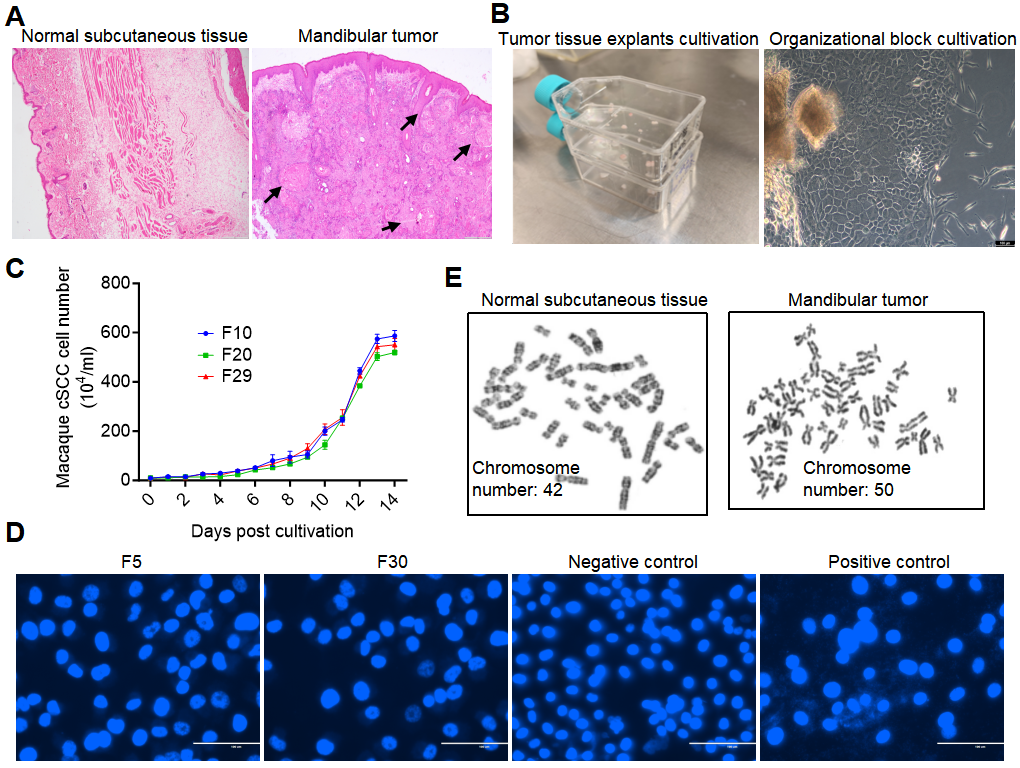 A
Normal subcutaneous tissue
Mandibular tumor
B
Tumor tissue explants cultivation
Organizational block cultivation
C
Macaque cSCC cell number
(10⁴/ml)
800
600
400
200
0
F10
F20
F29
0
2
4
6
8
10
12
14
Days post cultivation
E
Normal subcutaneous tissue
Mandibular tumor
Chromosome
number: 42
Chromosome
number: 50
D
F5
F30
Negative control
Positive control